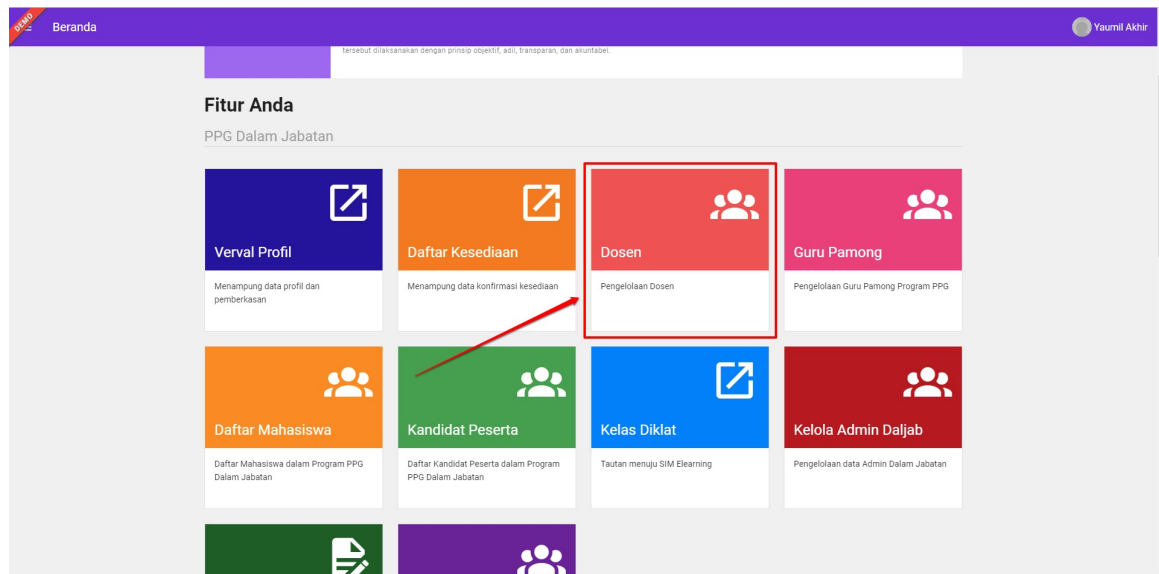 DEMO
Beranda
Yaumil Akhir
tersebut dilaksanakan dengan prinsip objektif, adil, transparan, dan akuntabel.
Fitur Anda
PPG Dalam Jabatan
Verval Profil
Daftar Kesediaan
Dosen
Guru Pamong
Menampung data profil dan
pemberkasan
Menampung data konfirmasi kesediaan
Pengelolaan Dosen
Pengelolaan Guru Pamong Program PPG
Daftar Mahasiswa
Kandidat Peserta
Kelas Diklat
Kelola Admin Daljab
Daftar Mahasiswa dalam Program PPG
Dalam Jabatan
Daftar Kandidat Peserta dalam Program
PPG Dalam Jabatan
Tautan menuju SIM Elearning
Pengelolaan data Admin Dalam Jabatan